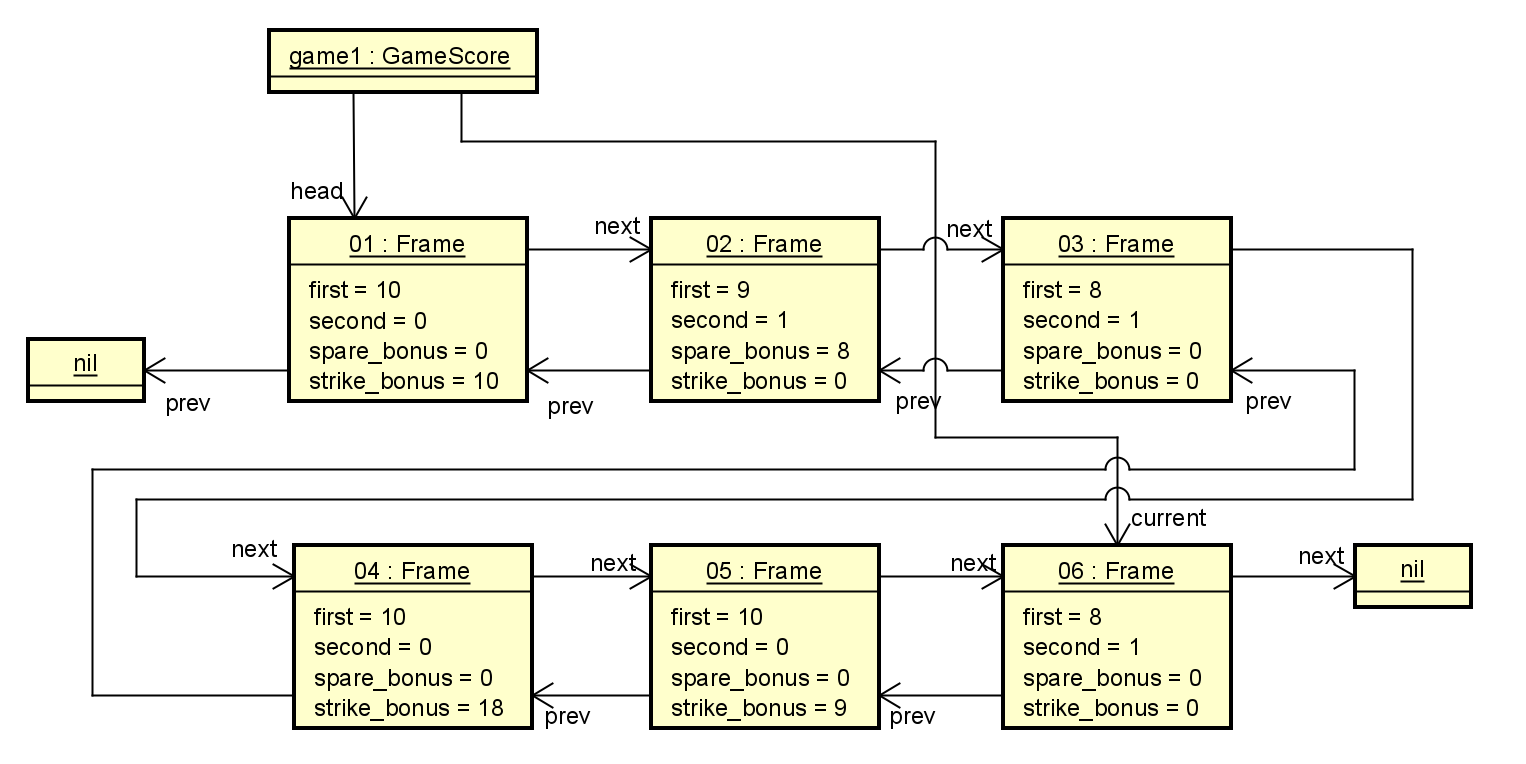 game1 : GameScore
head
next
next
01 : Frame
first = 10
second = 0
spare_bonus = 0
strike_bonus = 10
02 : Frame
first = 9
second = 1
spare_bonus = 8
strike_bonus = 0
03 : Frame
first = 8
second = 1
spare_bonus = 0
strike_bonus = 0
nil
prev
prev
prev
prev
current
next
next
next
next
04 : Frame
first = 10
second = 0
spare_bonus = 0
strike_bonus = 18
05 : Frame
first = 10
second = 0
spare_bonus = 0
strike_bonus = 9
06 : Frame
first = 8
second = 1
spare_bonus = 0
strike_bonus = 0
nil
prev
prev